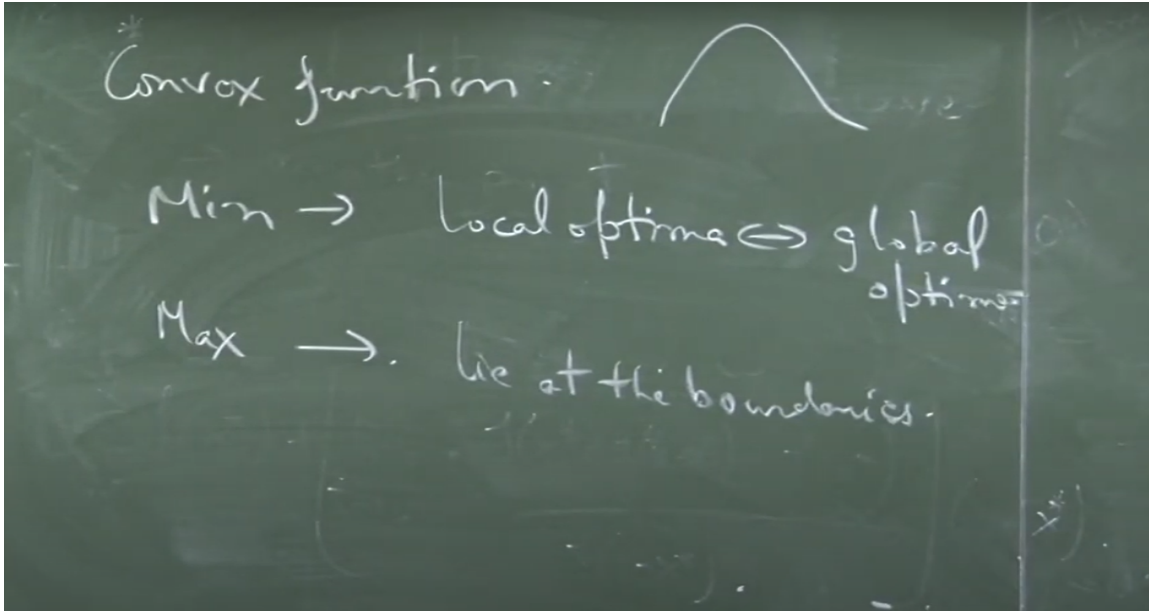 *
Convex function.
Min → Local optima ⇔ global
optima
Max → . Lie at the boundaries.
x*)